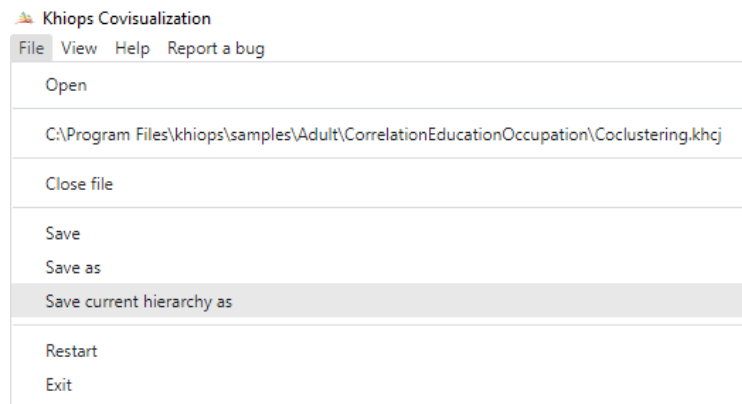 Khiops Covisualization
File View Help Report a bug
Open
C:\Program Files\khiops\samples\Adult\CorrelationEducationOccupation\Coclustering.khcj
Close file
Save
Save as
Save current hierarchy as
Restart
Exit